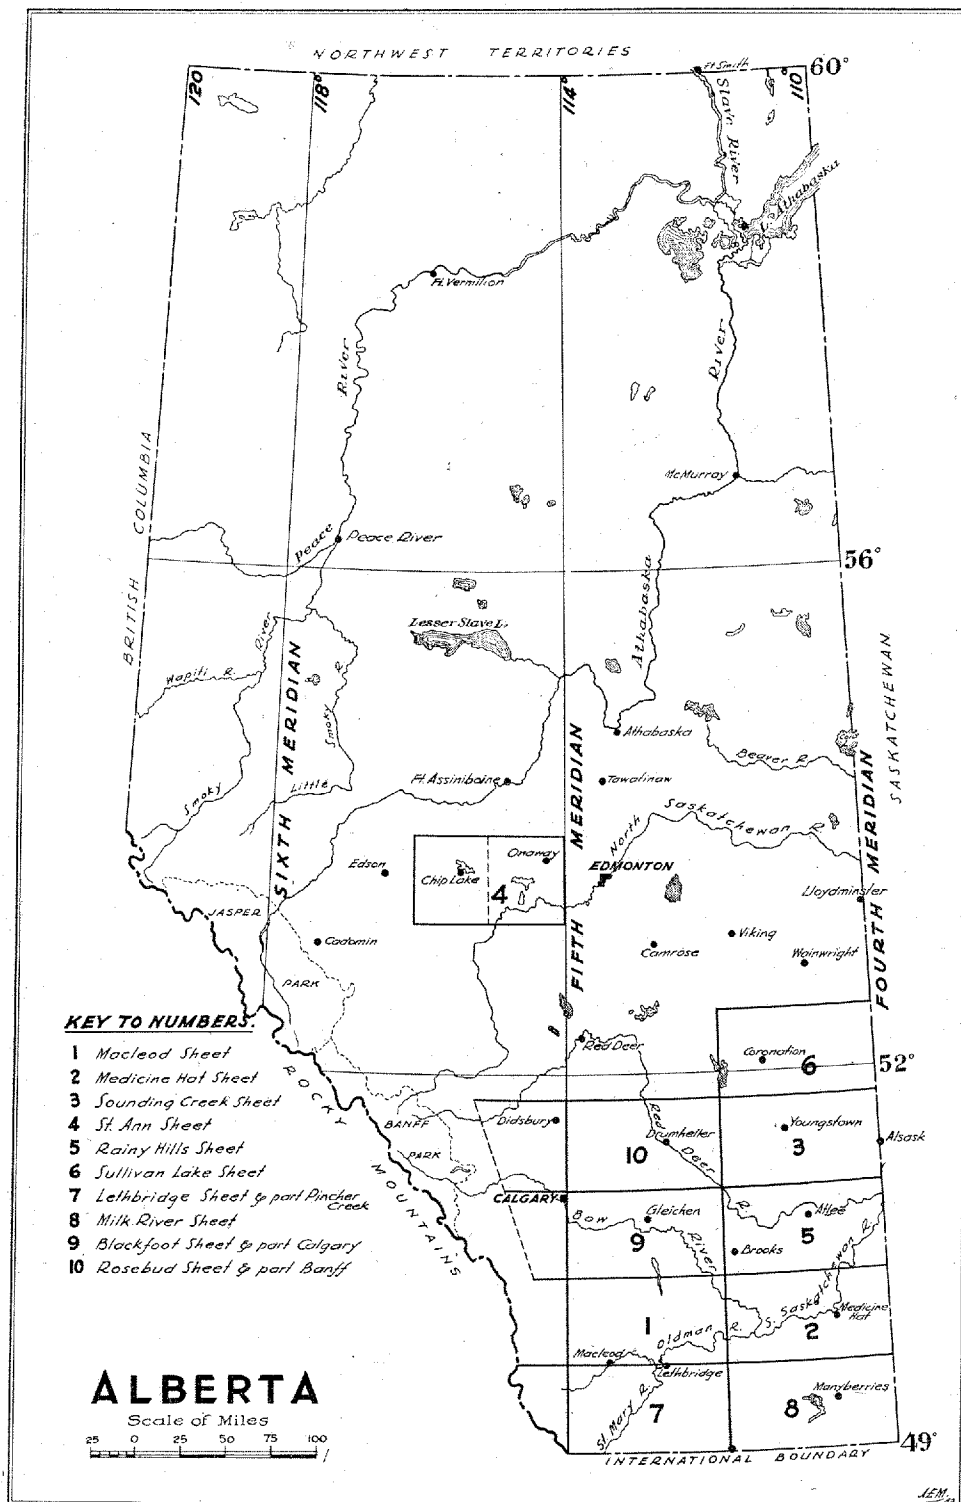 NORTHWEST TERRITORIES
120
118°
114°
110
60°
Ft Smith
Slave River
Athabaska
Ft. Vermilion
River
River
BRITISH COLUMBIA
McMurray
Peace
Peace River
56°
Athabaska
Lesser Slave L.
Wapiti R.
River
Smoky R.
SASKATCHEWAN
Athabaska
Cold
Beaver R.
Ft. Assiniboine
Tawatinaw
Smoky
Little
SIXTH MERIDIAN
FIFTH MERIDIAN
FOURTH MERIDIAN
North Saskatchewan R.
Edson
Chip Lake
Onaway
4
EDMONTON
Lloydminster
JASPER
Cadomin
Camrose
Viking
Wainwright
PARK
KEY TO NUMBERS.
1 Macleod Sheet
2 Medicine Hat Sheet
3 Sounding Creek Sheet
4 St. Ann Sheet
5 Rainy Hills Sheet
6 Sullivan Lake Sheet
7 Lethbridge Sheet & part Pincher
Creek
8 Milk River Sheet
9 Blackfoot Sheet & part Calgary
10 Rosebud Sheet & part Banff
Red Deer
Coronation
6
52°
ROCKY MOUNTAINS
BANFF
PARK
Didsbury
Red Deer R.
Drumheller
10
Youngstown
3
Alsask
CALGARY
Bow River
Gleichen
9
Atlee
5
Brooks
S. Saskatchewan R.
1
Oldman R.
2
Medicine
Hat
Macleod
Lethbridge
St. Mary R.
7
Manyberries
8
49°
INTERNATIONAL BOUNDARY
ALBERTA
Scale of Miles
25 0 25 50 75 100
J.E.M.